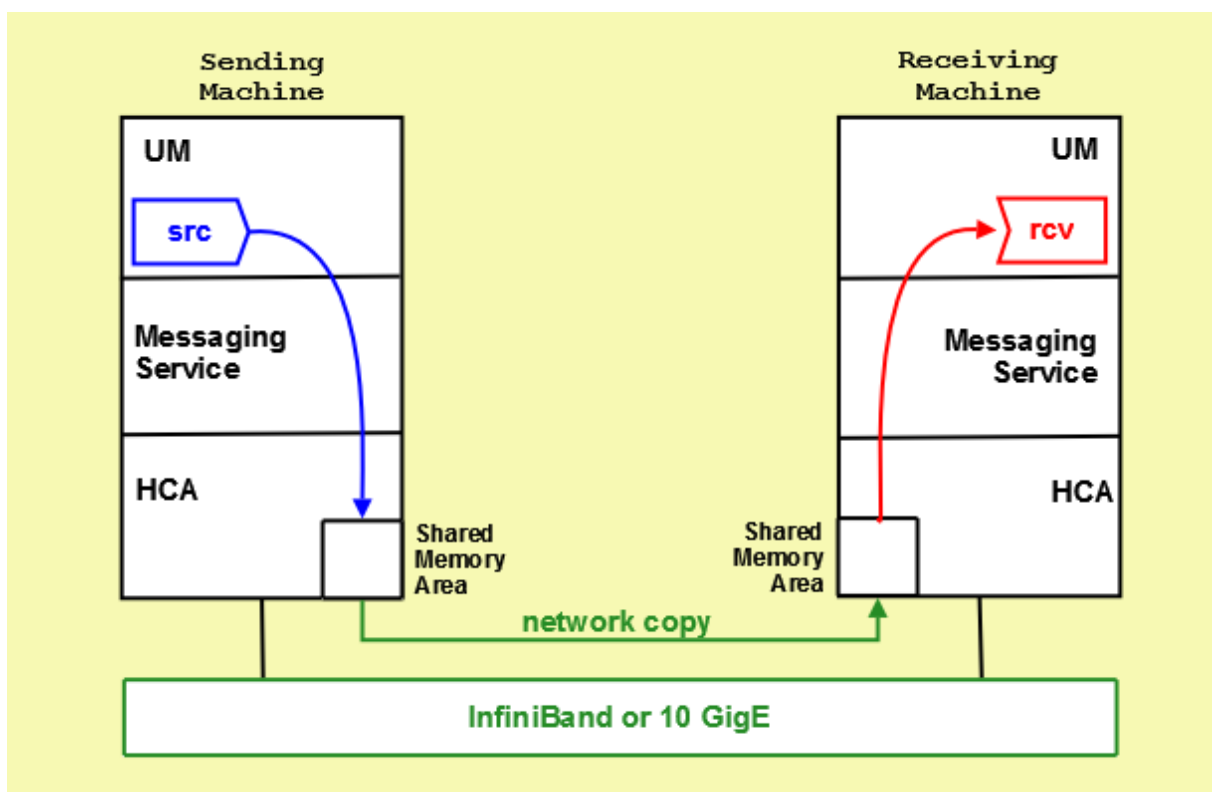 Sending
Machine
Receiving
Machine
UM
UM
src
rcv
Messaging
Service
Messaging
Service
HCA
HCA
Shared
Memory
Area
Shared
Memory
Area
network copy
InfiniBand or 10 GigE